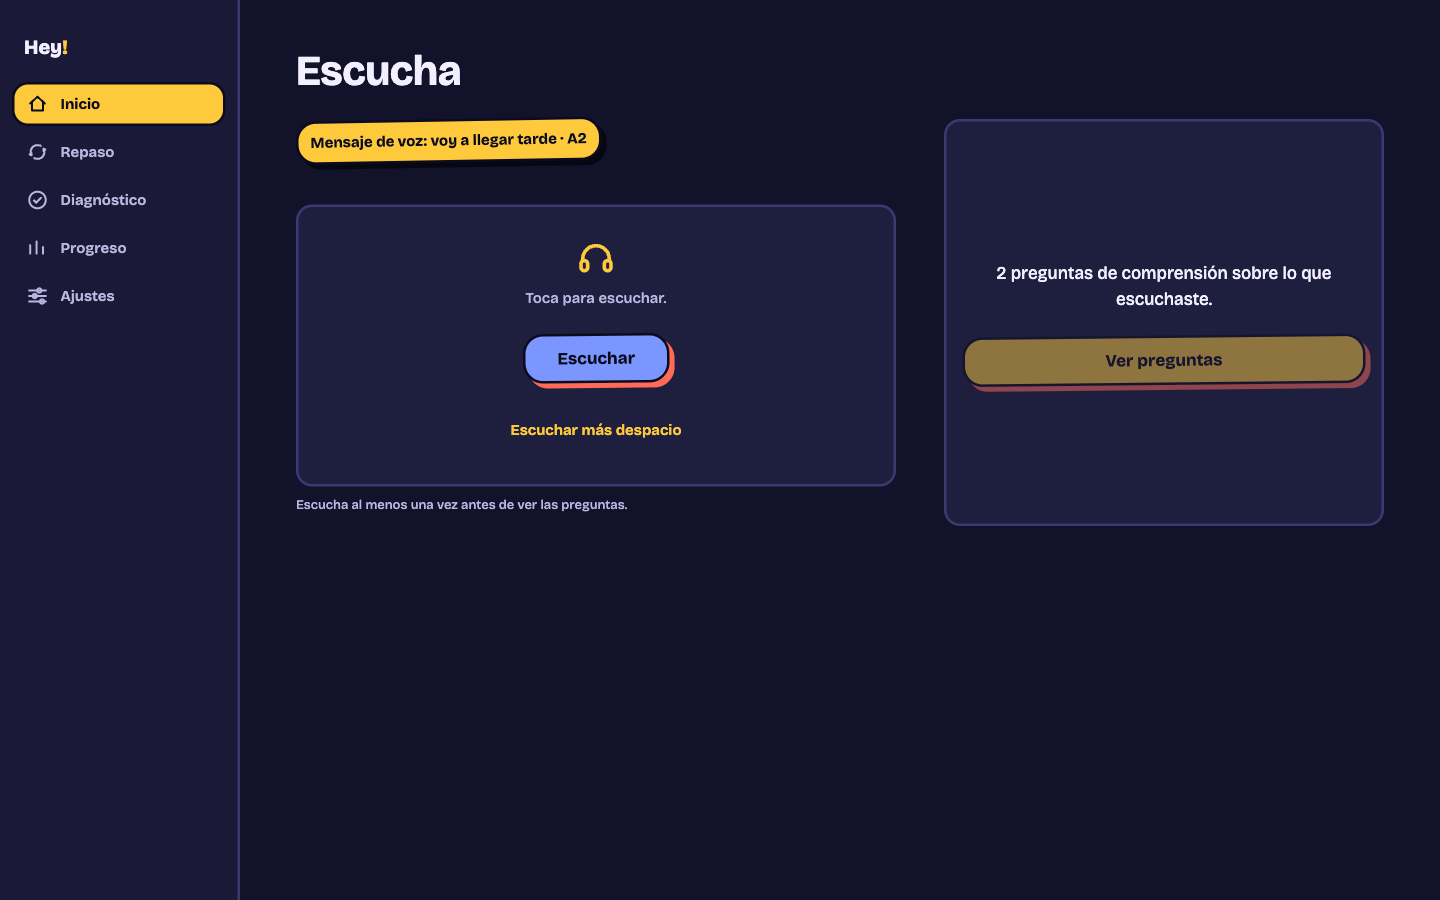 Hey!
Inicio
Repaso
Diagnóstico
Progreso
Ajustes
Escucha
Mensaje de voz: voy a llegar tarde · A2
Toca para escuchar.
Escuchar
Escuchar más despacio
Escucha al menos una vez antes de ver las preguntas.
2 preguntas de comprensión sobre lo que
escuchaste.
Ver preguntas